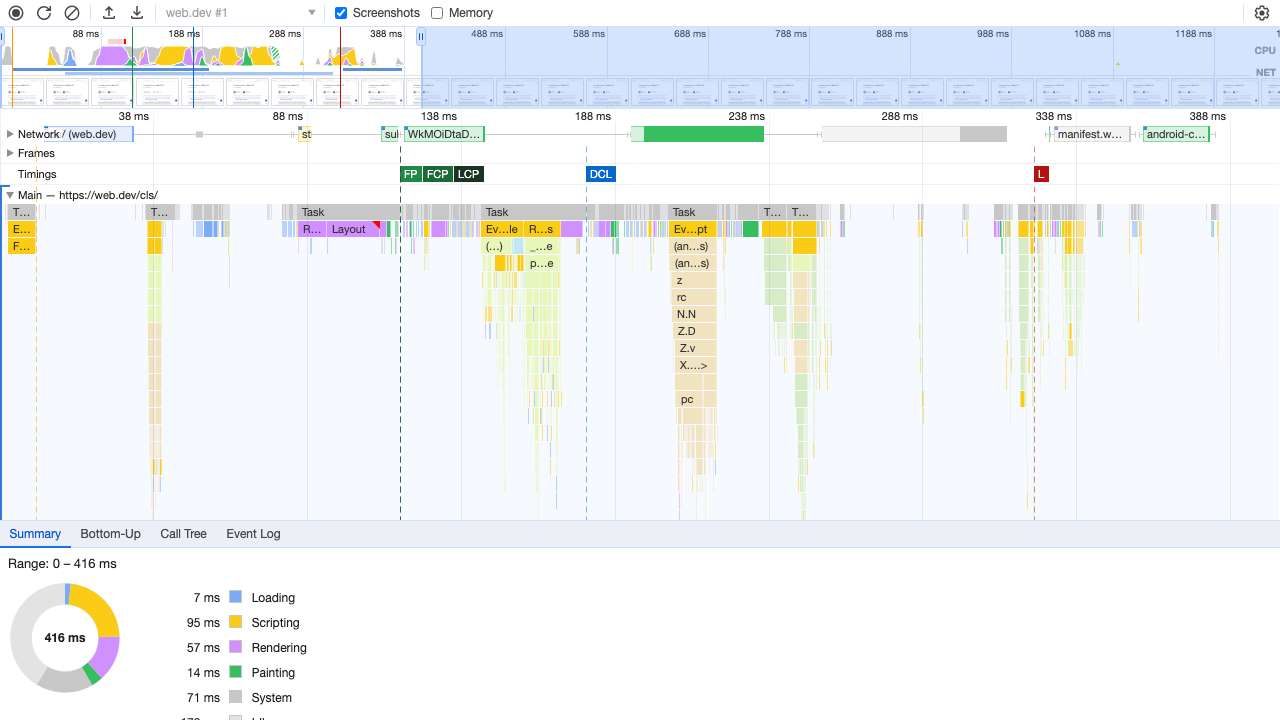 web.dev #1 Screenshots Memory
88 ms 188 ms 288 ms 388 ms 488 ms 588 ms 688 ms 788 ms 888 ms 988 ms 1088 ms 1188 ms
CPU
NET
38 ms 88 ms 138 ms 188 ms 238 ms 288 ms 338 ms 388 ms
Network / (web.dev) st su WkMOiDtaD... manifest.w... android-c...
Frames
Timings FP FCP LCP DCL L
Main — https://web.dev/cls/
T... T... Task Task Task T... T...
E... R... Layout Ev...le R...s Ev...pt
F... (...) _...e (an...s)
p...e (an...s)
z
rc
N.N
Z.D
Z.v
X....>
pc
Summary Bottom-Up Call Tree Event Log
Range: 0 – 416 ms
416 ms
7 ms Loading
95 ms Scripting
57 ms Rendering
14 ms Painting
71 ms System